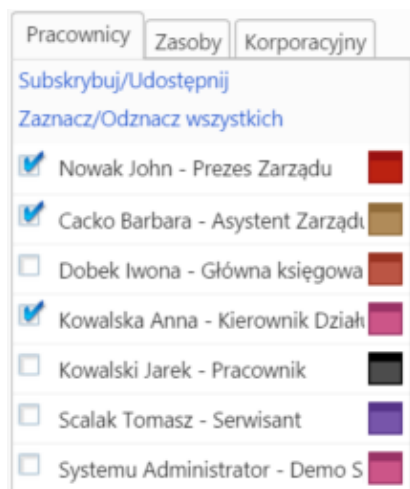 Pracownicy Zasoby Korporacyjny
Subskrybuj/Udostępnij
Zaznacz/Odznacz wszystkich
Nowak John - Prezes Zarządu
Cacko Barbara - Asystent Zarządu
Dobek Iwona - Główna księgowa
Kowalska Anna - Kierownik Działu
Kowalski Jarek - Pracownik
Scalak Tomasz - Serwisant
Systemu Administrator - Demo S